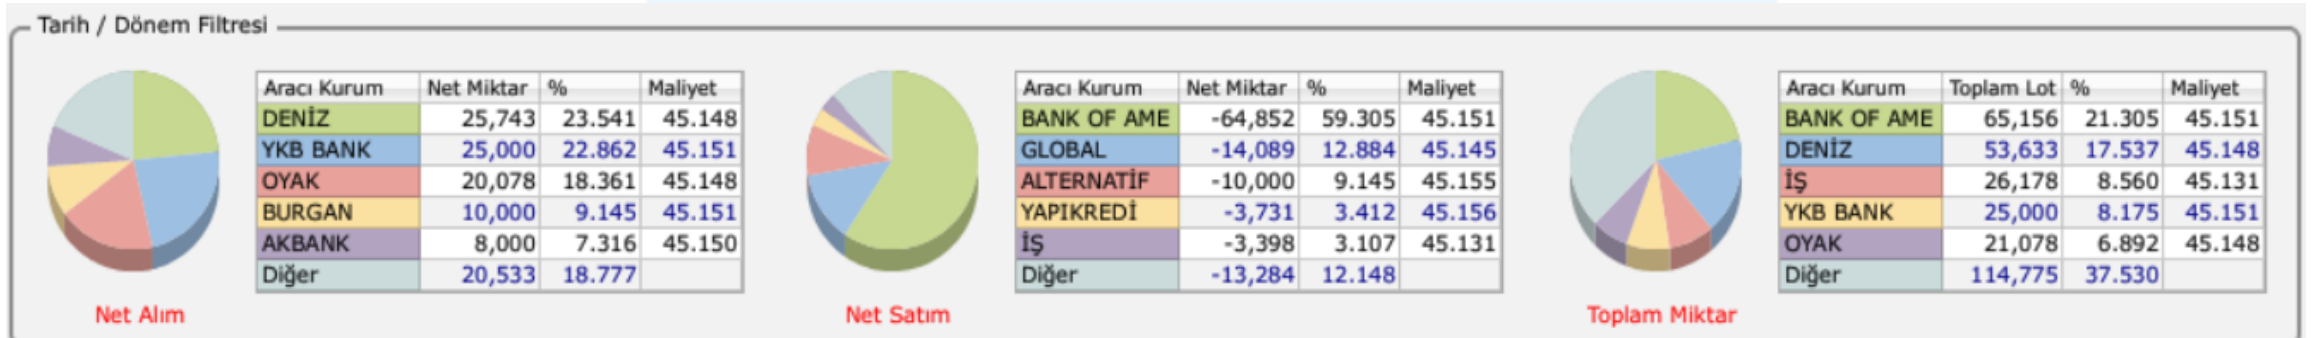 Tarih / Dönem Filtresi
Aracı Kurum Net Miktar % Maliyet
DENİZ 25,743 23.541 45.148
YKB BANK 25,000 22.862 45.151
OYAK 20,078 18.361 45.148
BURGAN 10,000 9.145 45.151
AKBANK 8,000 7.316 45.150
Diğer 20,533 18.777
Net Alım
Aracı Kurum Net Miktar % Maliyet
BANK OF AME -64,852 59.305 45.151
GLOBAL -14,089 12.884 45.145
ALTERNATİF -10,000 9.145 45.155
YAPIKREDİ -3,731 3.412 45.156
İŞ -3,398 3.107 45.131
Diğer -13,284 12.148
Net Satım
Aracı Kurum Toplam Lot % Maliyet
BANK OF AME 65,156 21.305 45.151
DENİZ 53,633 17.537 45.148
İŞ 26,178 8.560 45.131
YKB BANK 25,000 8.175 45.151
OYAK 21,078 6.892 45.148
Diğer 114,775 37.530
Toplam Miktar